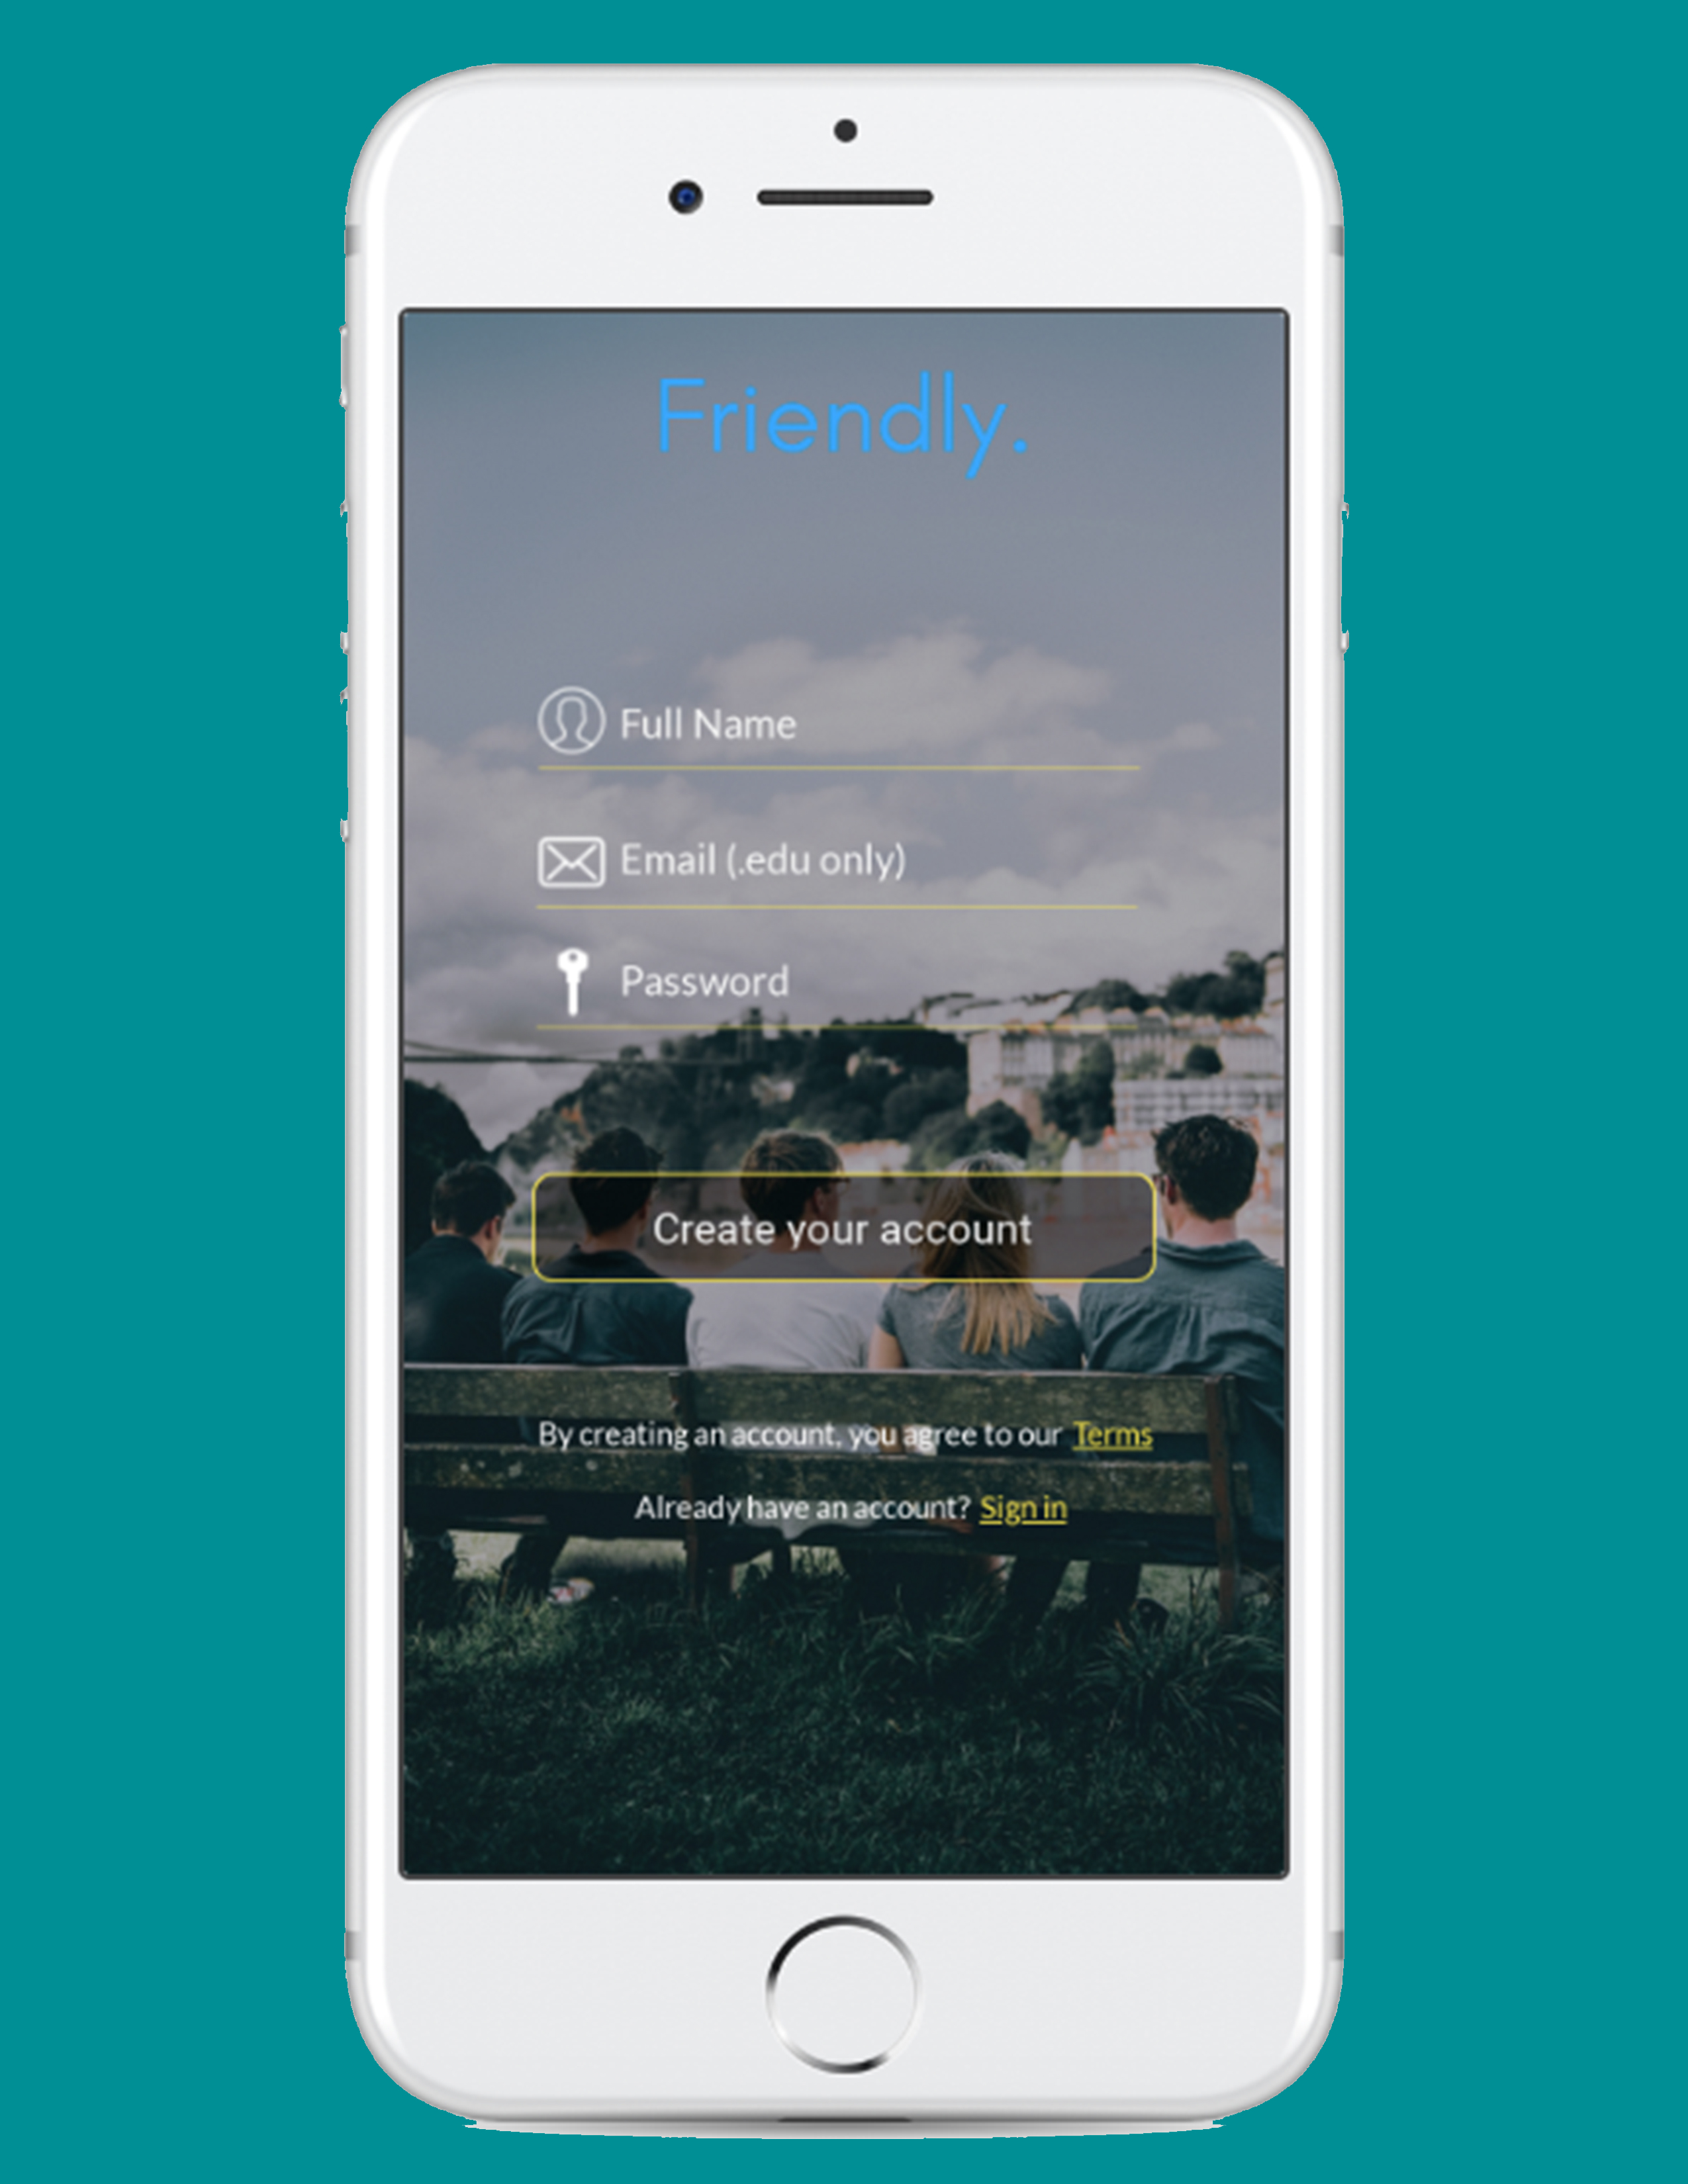 Friendly.
Full Name
Email (.edu only)
Password
Create your account
By creating an account, you agree to our Terms
Already have an account? Sign in